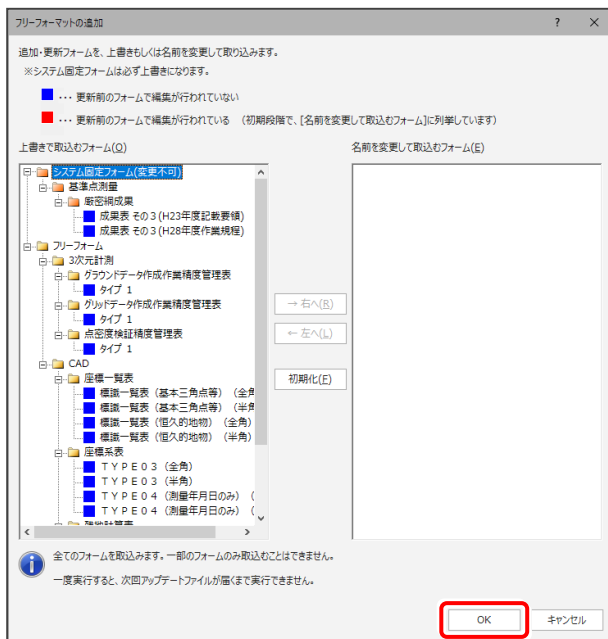 フリーフォーマットの追加 ? ×
追加・更新フォームを、上書きもしくは名前を変更して取り込みます。
※システム固定フォームは必ず上書きになります。
･･･ 更新前のフォームで編集が行われていない
･･･ 更新前のフォームで編集が行われている （初期段階で、[名前を変更して取込むフォーム]に列挙しています）
上書きで取込むフォーム(O)
名前を変更して取込むフォーム(E)
システム固定フォーム(変更不可)
基準点測量
厳密網成果
成果表 その3(H23年度記載要領)
成果表 その3(H28年度作業規程)
フリーフォーム
3次元計測
グラウンドデータ作成作業精度管理表
タイプ 1
グリッドデータ作成作業精度管理表
タイプ 1
点密度検証精度管理表
タイプ 1
CAD
座標一覧表
標識一覧表（基本三角点等）（全角
標識一覧表（基本三角点等）（半角
標識一覧表（恒久的地物）（全角）
標識一覧表（恒久的地物）（半角）
座標系表
ＴＹＰＥ０３（全角）
ＴＹＰＥ０３（半角）
ＴＹＰＥ０４（測量年月日のみ）（
ＴＹＰＥ０４（測量年月日のみ）（
→ 右へ(R)
← 左へ(L)
初期化(F)
全てのフォームを取込みます。一部のフォームのみ取込むことはできません。
一度実行すると、次回アップデートファイルが届くまで実行できません。
OK
キャンセル